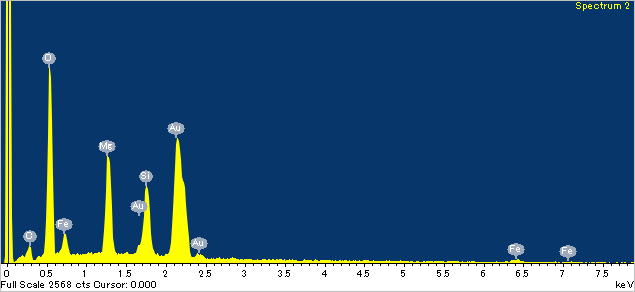 Spectrum 2
O
Mg
Au
Si
Au
Fe
C
Au
Fe
Fe
0 0.5 1 1.5 2 2.5 3 3.5 4 4.5 5 5.5 6 6.5 7 7.5
Full Scale 2568 cts Cursor: 0.000 keV